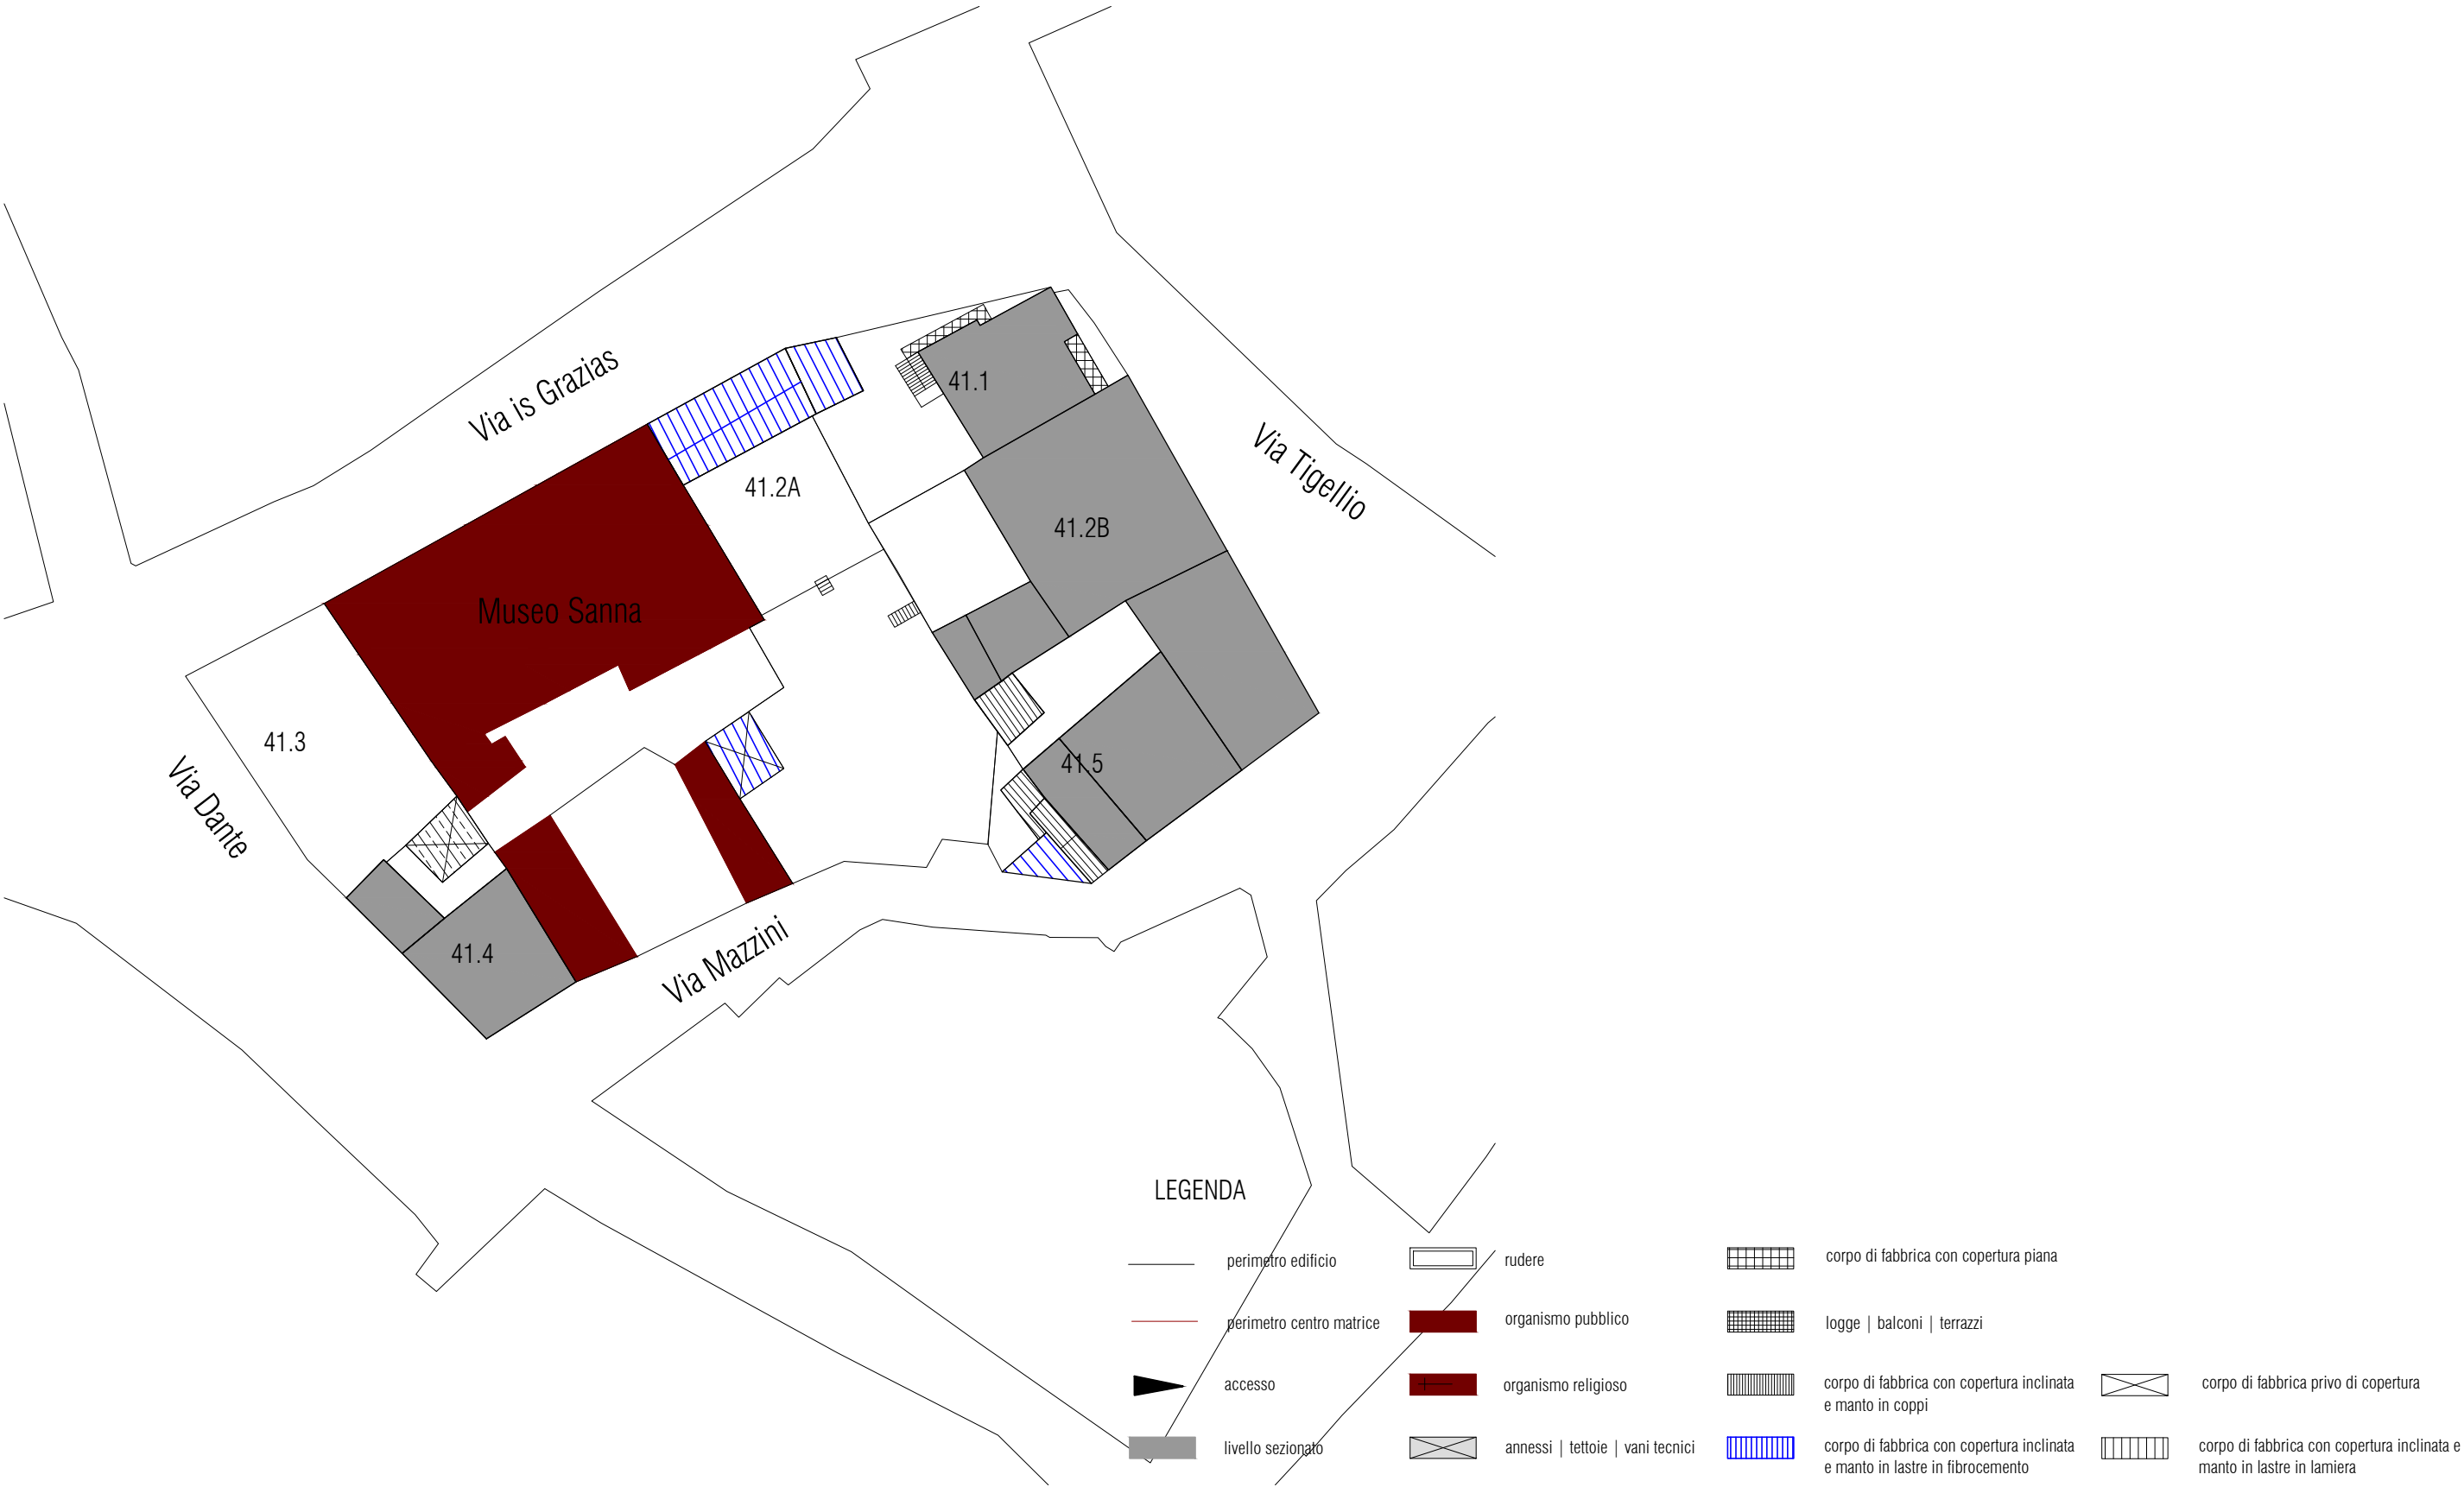 Via is Grazias
41.1
Via Tigellio
41.2A
41.2B
Museo Sanna
41.3
41.5
Via Dante
41.4
Via Mazzini
LEGENDA
perimetro edificio
perimetro centro matrice
accesso
livello sezionato
rudere
organismo pubblico
organismo religioso
annessi | tettoie | vani tecnici
corpo di fabbrica con copertura piana
logge | balconi | terrazzi
corpo di fabbrica con copertura inclinata
e manto in coppi
corpo di fabbrica con copertura inclinata
e manto in lastre in fibrocemento
corpo di fabbrica privo di copertura
corpo di fabbrica con copertura inclinata e
manto in lastre in lamiera